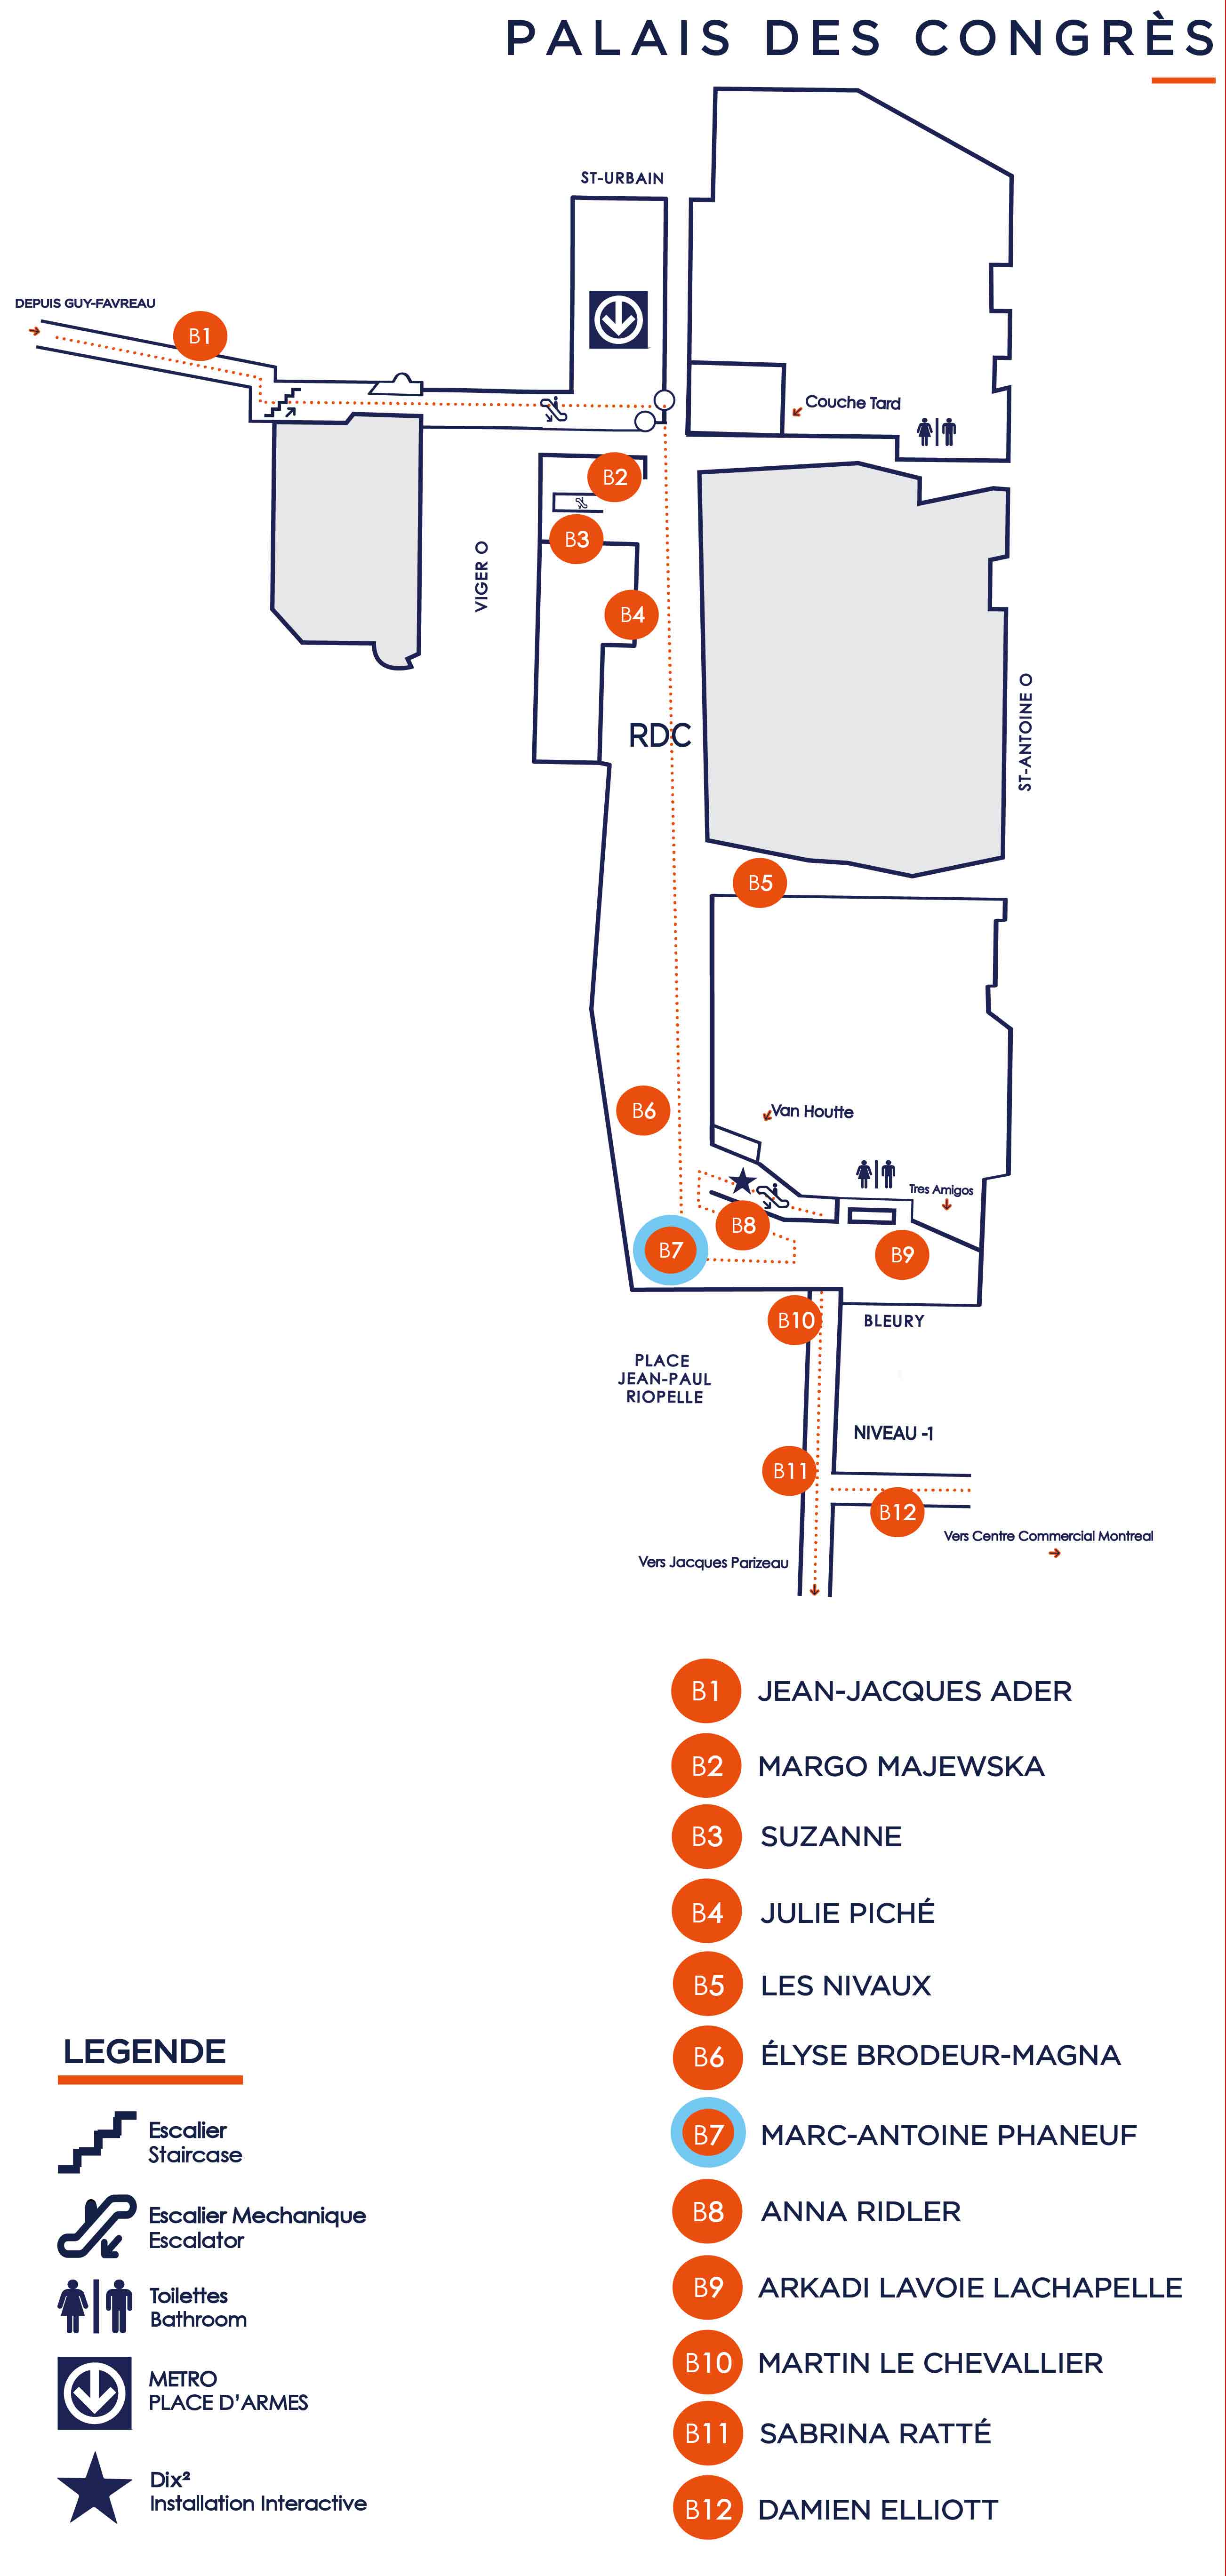 PALAIS DES CONGRÈS
ST-URBAIN
DEPUIS GUY-FAVREAU
B1
Couche Tard
B2
B3
VIGER O
B4
ST-ANTOINE O
RDC
B5
B6
Van Houtte
Tres Amigos
B8
B7
B9
B10
BLEURY
PLACE
JEAN-PAUL
RIOPELLE
NIVEAU -1
B11
B12
Vers Centre Commercial Montreal
Vers Jacques Parizeau
B1 JEAN-JACQUES ADER
B2 MARGO MAJEWSKA
B3 SUZANNE
B4 JULIE PICHÉ
B5 LES NIVAUX
B6 ÉLYSE BRODEUR-MAGNA
B7 MARC-ANTOINE PHANEUF
B8 ANNA RIDLER
B9 ARKADI LAVOIE LACHAPELLE
B10 MARTIN LE CHEVALLIER
B11 SABRINA RATTÉ
B12 DAMIEN ELLIOTT
LEGENDE
Escalier
Staircase
Escalier Mechanique
Escalator
Toilettes
Bathroom
METRO
PLACE D'ARMES
Dix²
Installation Interactive